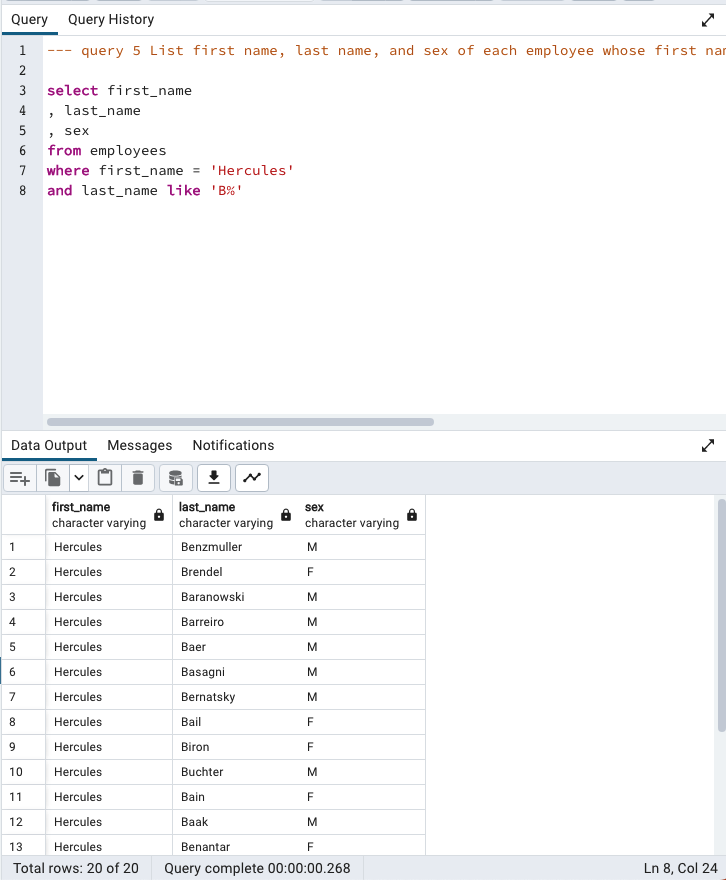 Query Query History
1 --- query 5 List first name, last name, and sex of each employee whose first
2
3 select first_name
4 , last_name
5 , sex
6 from employees
7 where first_name = 'Hercules'
8 and last_name like 'B%'
Data Output Messages Notifications
first_name last_name sex
character varying character varying character varying
1 Hercules Benzmuller M
2 Hercules Brendel F
3 Hercules Baranowski M
4 Hercules Barreiro M
5 Hercules Baer M
6 Hercules Basagni M
7 Hercules Bernatsky M
8 Hercules Bail F
9 Hercules Biron F
10 Hercules Buchter M
11 Hercules Bain F
12 Hercules Baak M
13 Hercules Benantar F
Total rows: 20 of 20 Query complete 00:00:00.268 Ln 8, Col 24